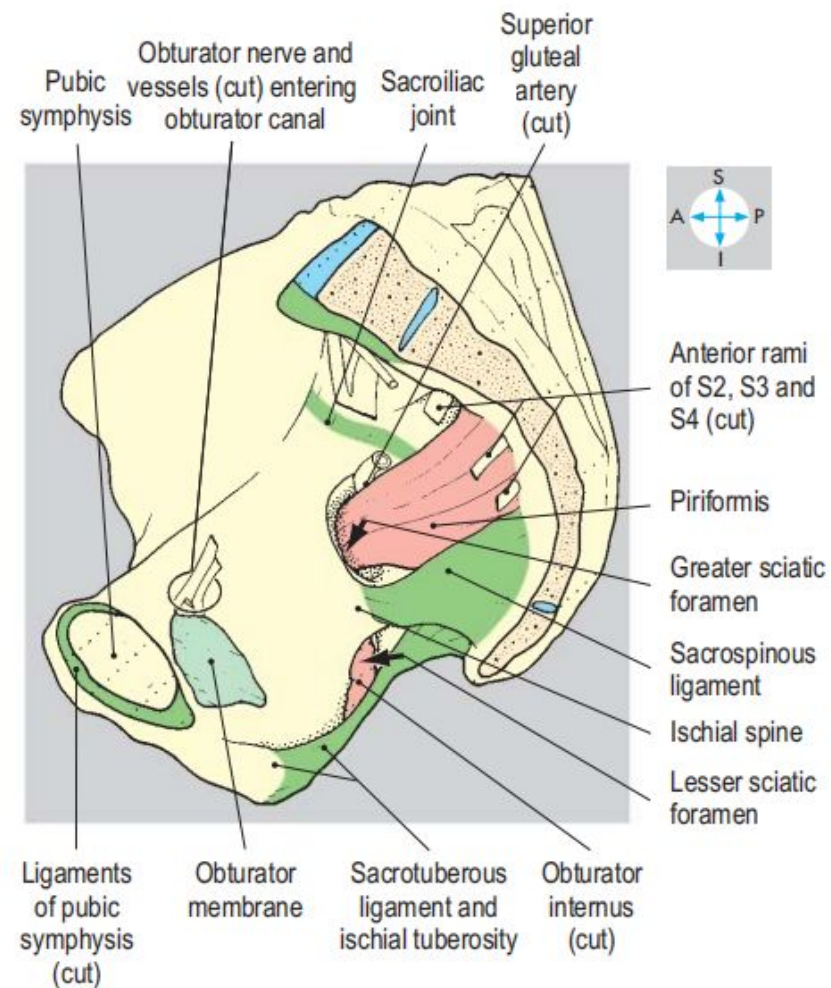 Pubic
symphysis
Obturator nerve and
vessels (cut) entering
obturator canal
Sacroiliac
joint
Superior
gluteal
artery
(cut)
S
A
P
I
Anterior rami
of S2, S3 and
S4 (cut)
Piriformis
Greater sciatic
foramen
Sacrospinous
ligament
Ischial spine
Lesser sciatic
foramen
Ligaments
of pubic
symphysis
(cut)
Obturator
membrane
Sacrotuberous
ligament and
ischial tuberosity
Obturator
internus
(cut)